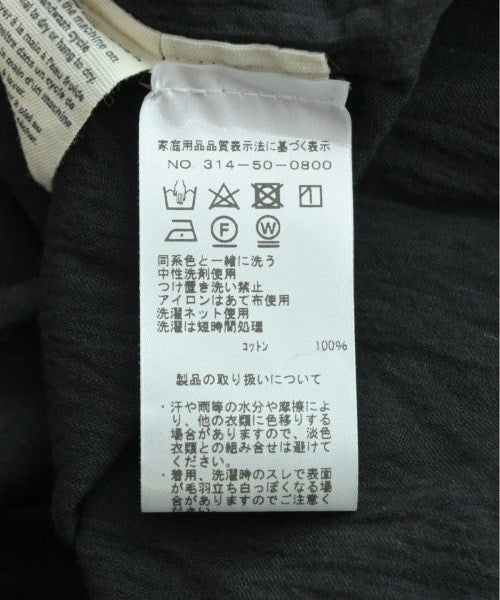 家庭用品品質表示法に基づく表示
NO. 314-50-0800
F W
同系色と一緒に洗う
中性洗剤使用
つけ置き洗い禁止
アイロンはあて布使用
洗濯ネット使用
洗濯は短時間処理
コットン 100%
製品の取り扱いについて
・汗や雨等の水分や摩擦によ
り、他の衣類に色移りする
場合がありますので、淡色
衣類との組み合せは避けて
ください。
・着用、洗濯時のスレで表面
が毛羽立ち白っぽくなる場
合がありますのでご注意く
ださい。